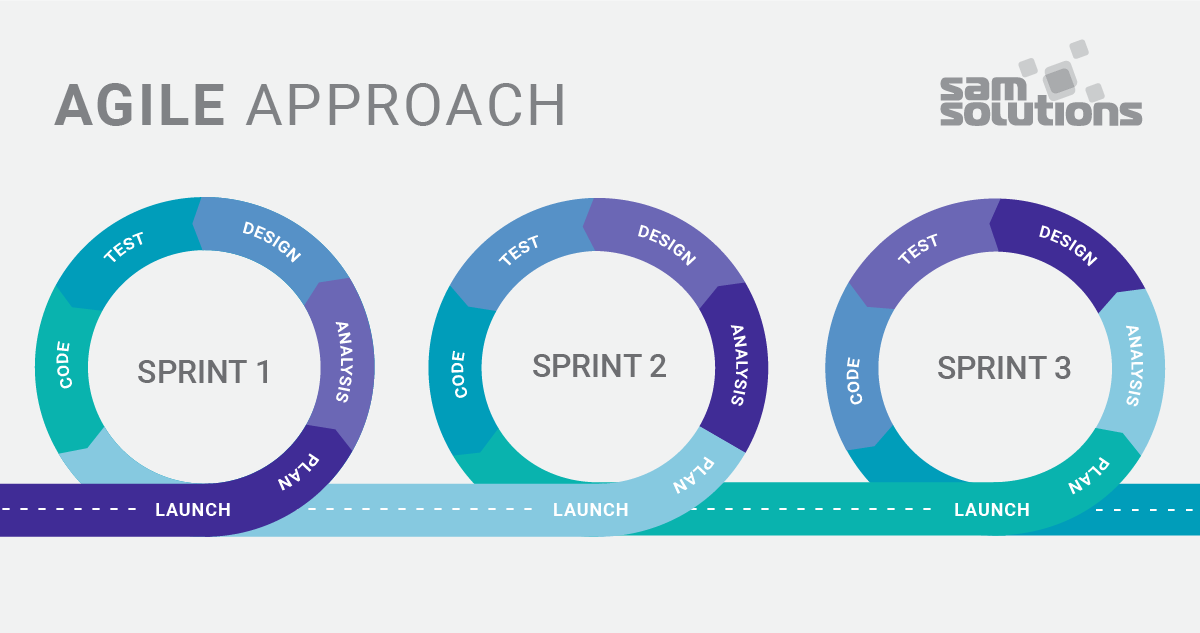 AGILE APPROACH
sam
solutions
TEST
DESIGN
CODE
ANALYSIS
PLAN
SPRINT 1
LAUNCH
TEST
DESIGN
CODE
ANALYSIS
PLAN
SPRINT 2
LAUNCH
TEST
DESIGN
CODE
ANALYSIS
PLAN
SPRINT 3
LAUNCH